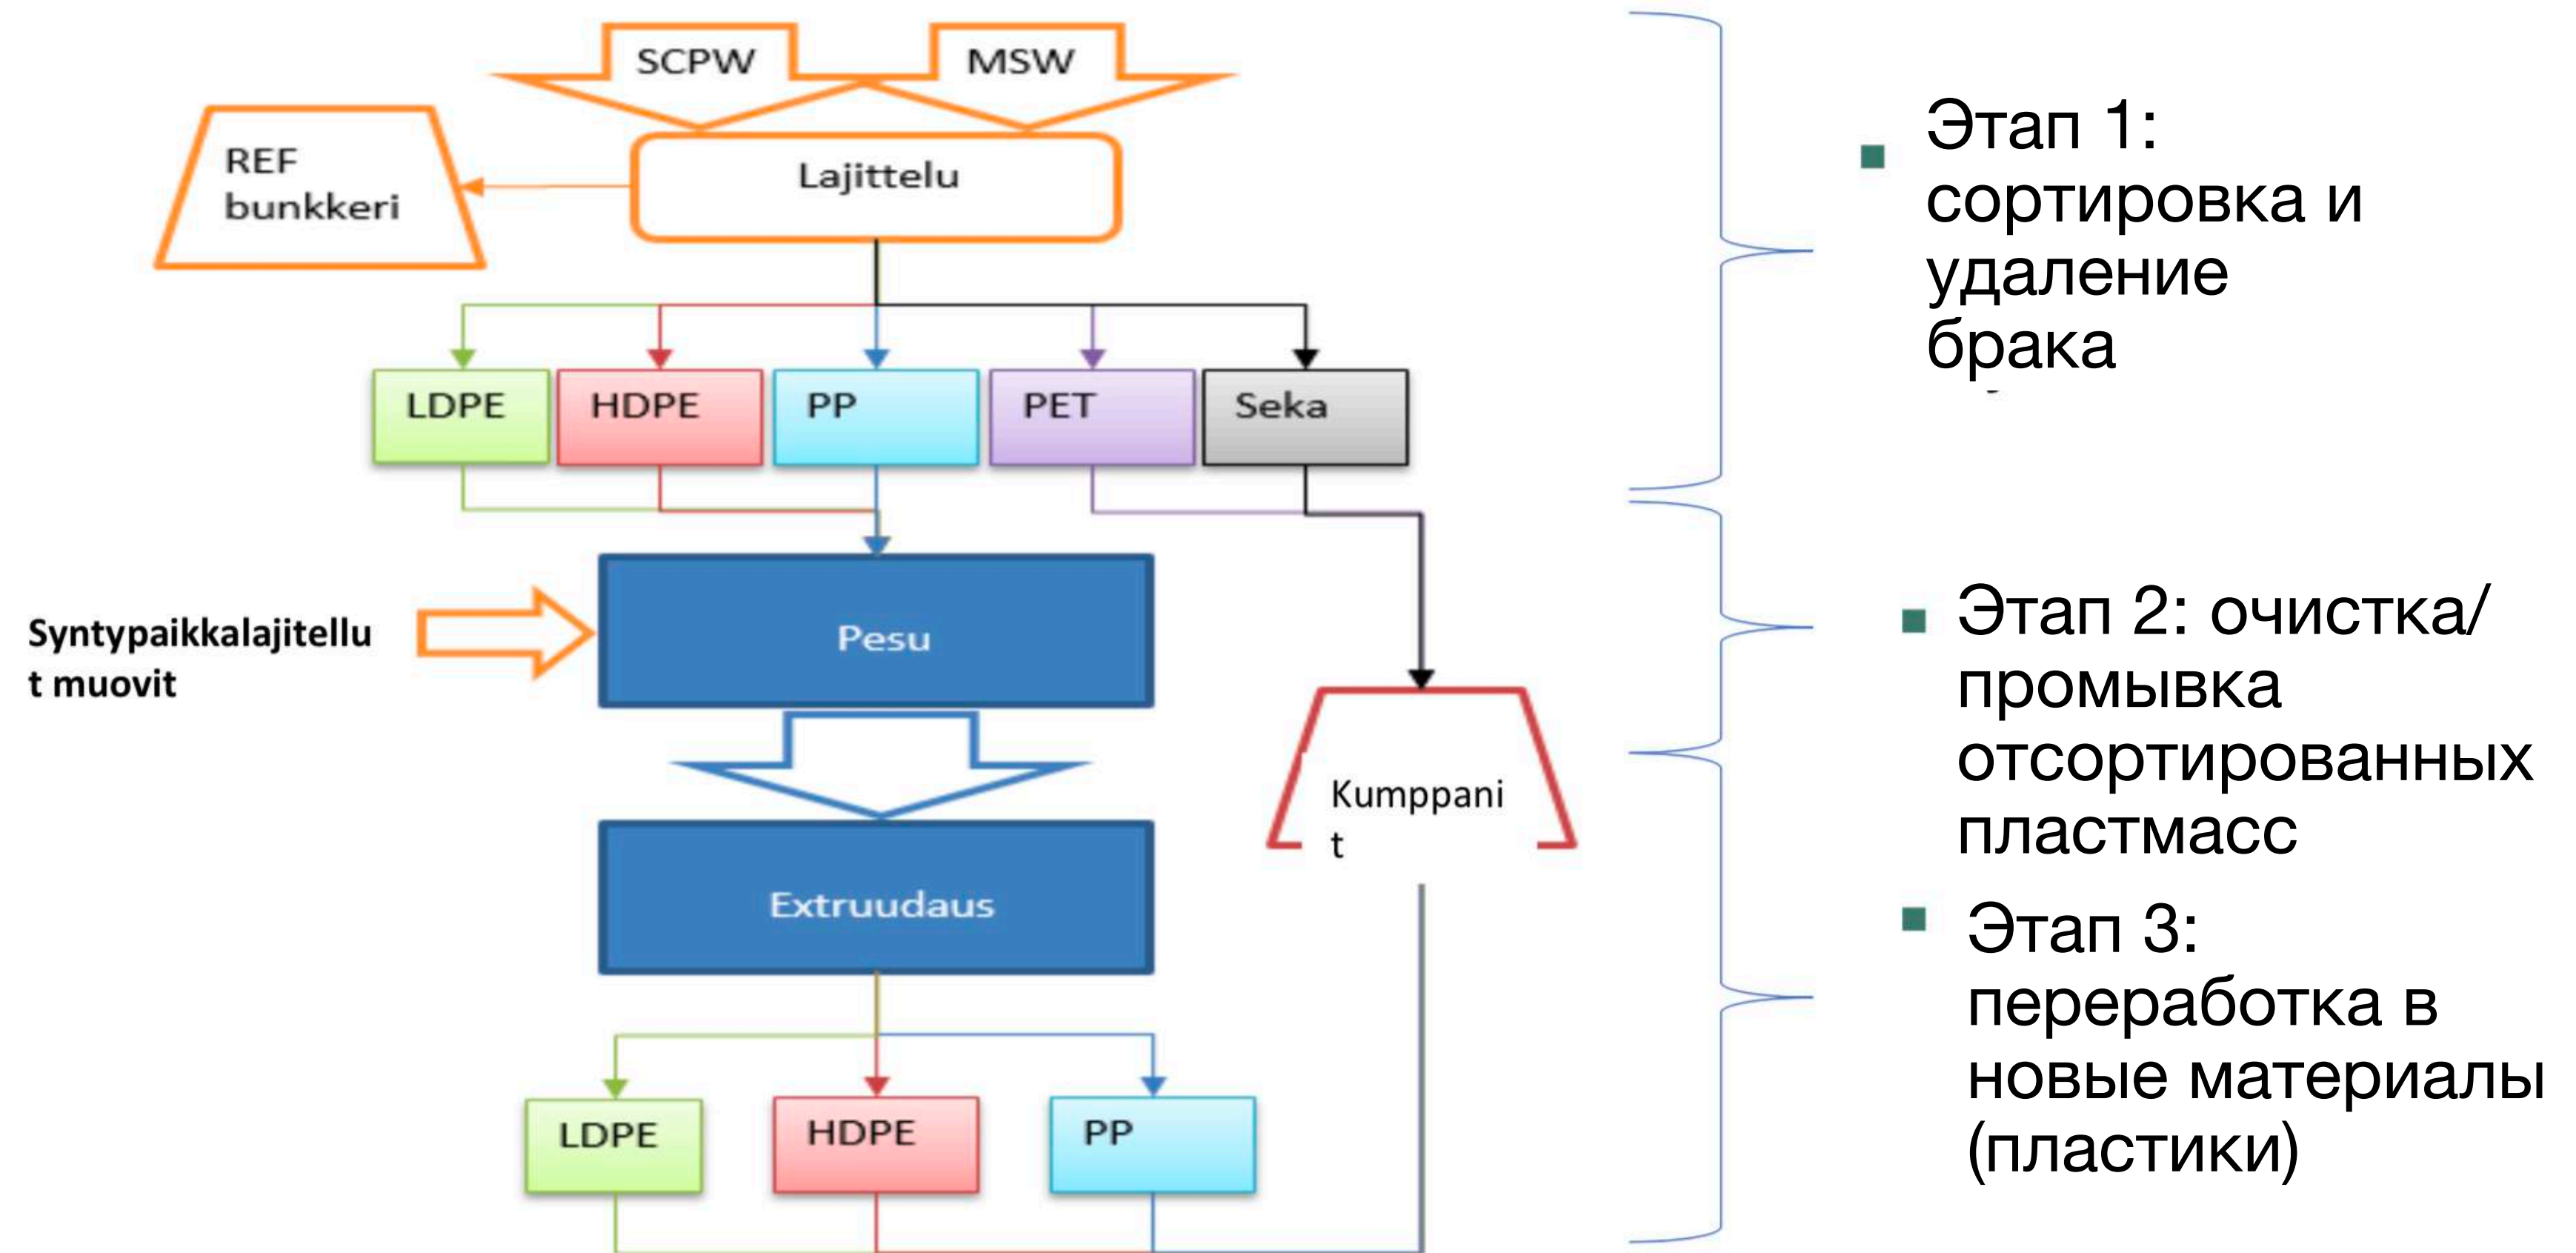 SCPW
MSW
REF
bunkkeri
Lajittelu
LDPE
HDPE
PP
PET
Seka
Syntypaikkalajitellu
t muovit
Pesu
Kumppani
t
Extruudaus
LDPE
HDPE
PP
Этап 1:
сортировка и
удаление
брака
Этап 2: очистка/
промывка
отсортированных
пластмасс
Этап 3:
переработка в
новые материалы
(пластики)